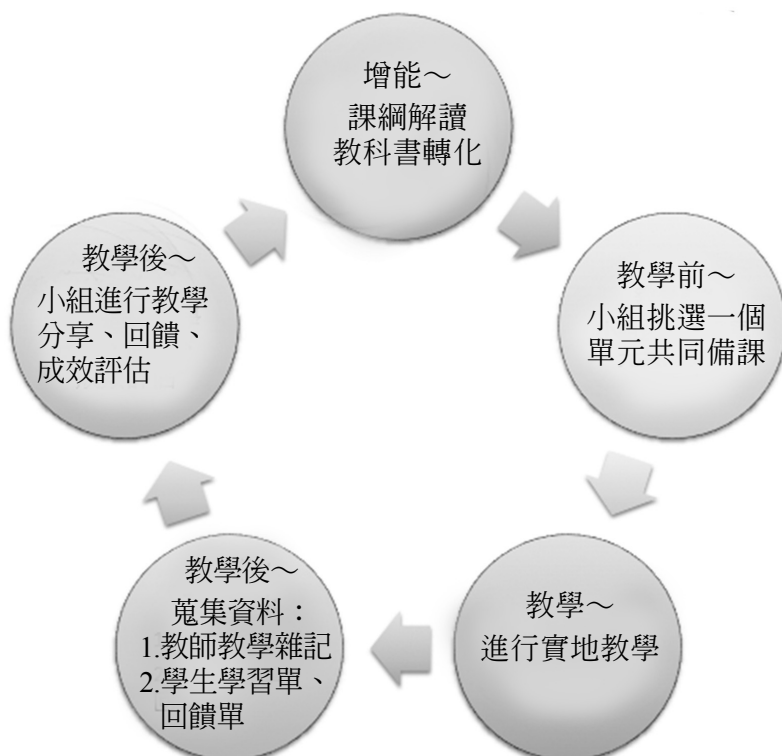 增能～
課綱解讀
教科書轉化
教學前～
小組挑選一個
單元共同備課
教學～
進行實地教學
教學後～
蒐集資料：
1.教師教學雜記
2.學生學習單、
回饋單
教學後～
小組進行教學
分享、回饋、
成效評估